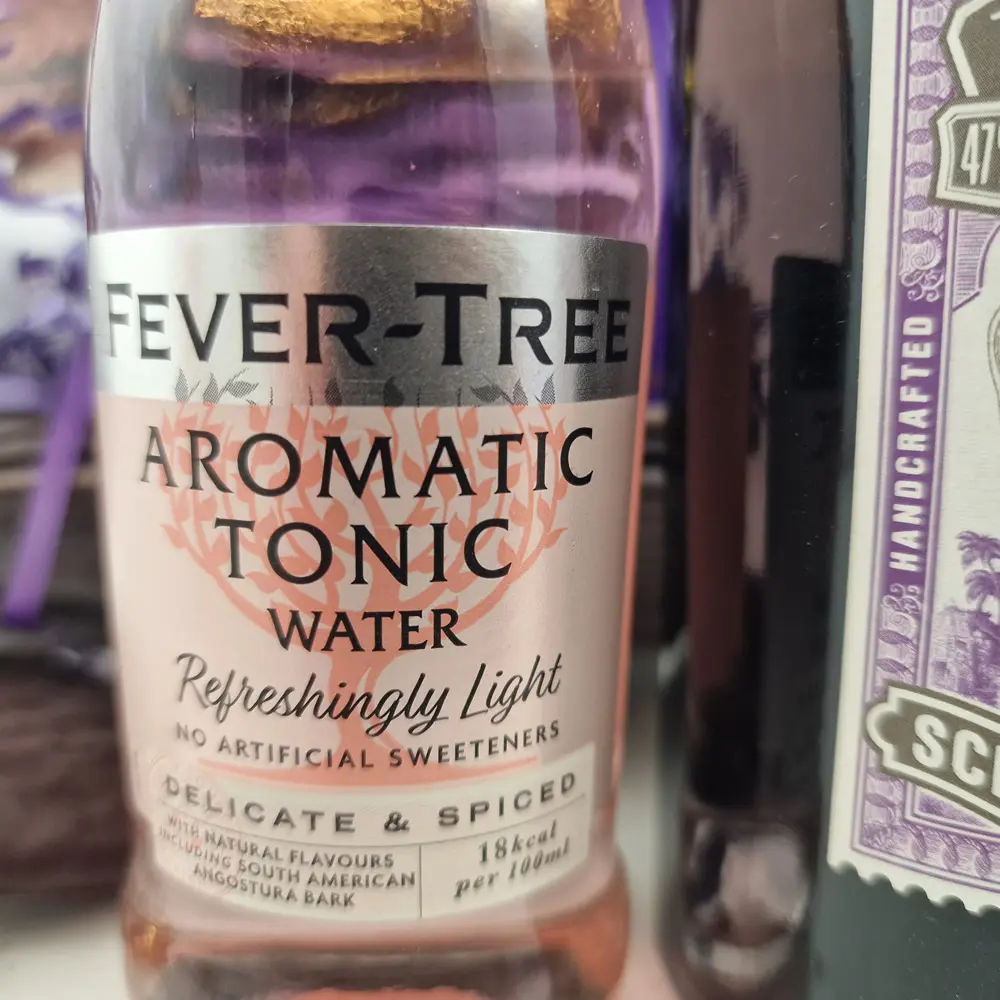 FEVER-TREE
AROMATIC
TONIC
WATER
Refreshingly Light
NO ARTIFICIAL SWEETENERS
DELICATE & SPICED
WITH NATURAL FLAVOURS
INCLUDING SOUTH AMERICAN
ANGOSTURA BARK
18kcal
per 100ml
47
HANDCRAFTED
SC